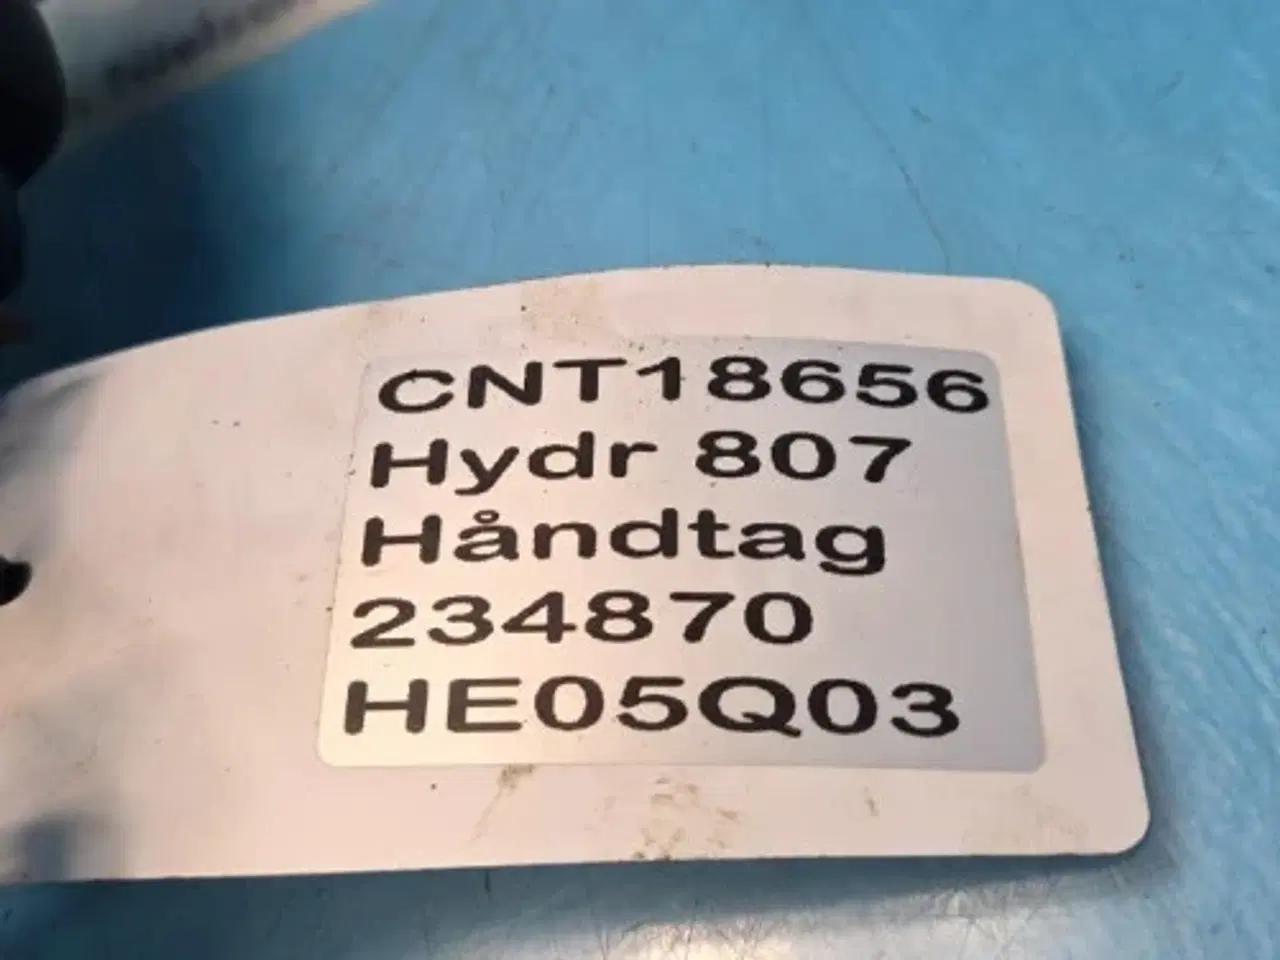 CNT18656
Hydr 807
Håndtag
234870
HE05Q03